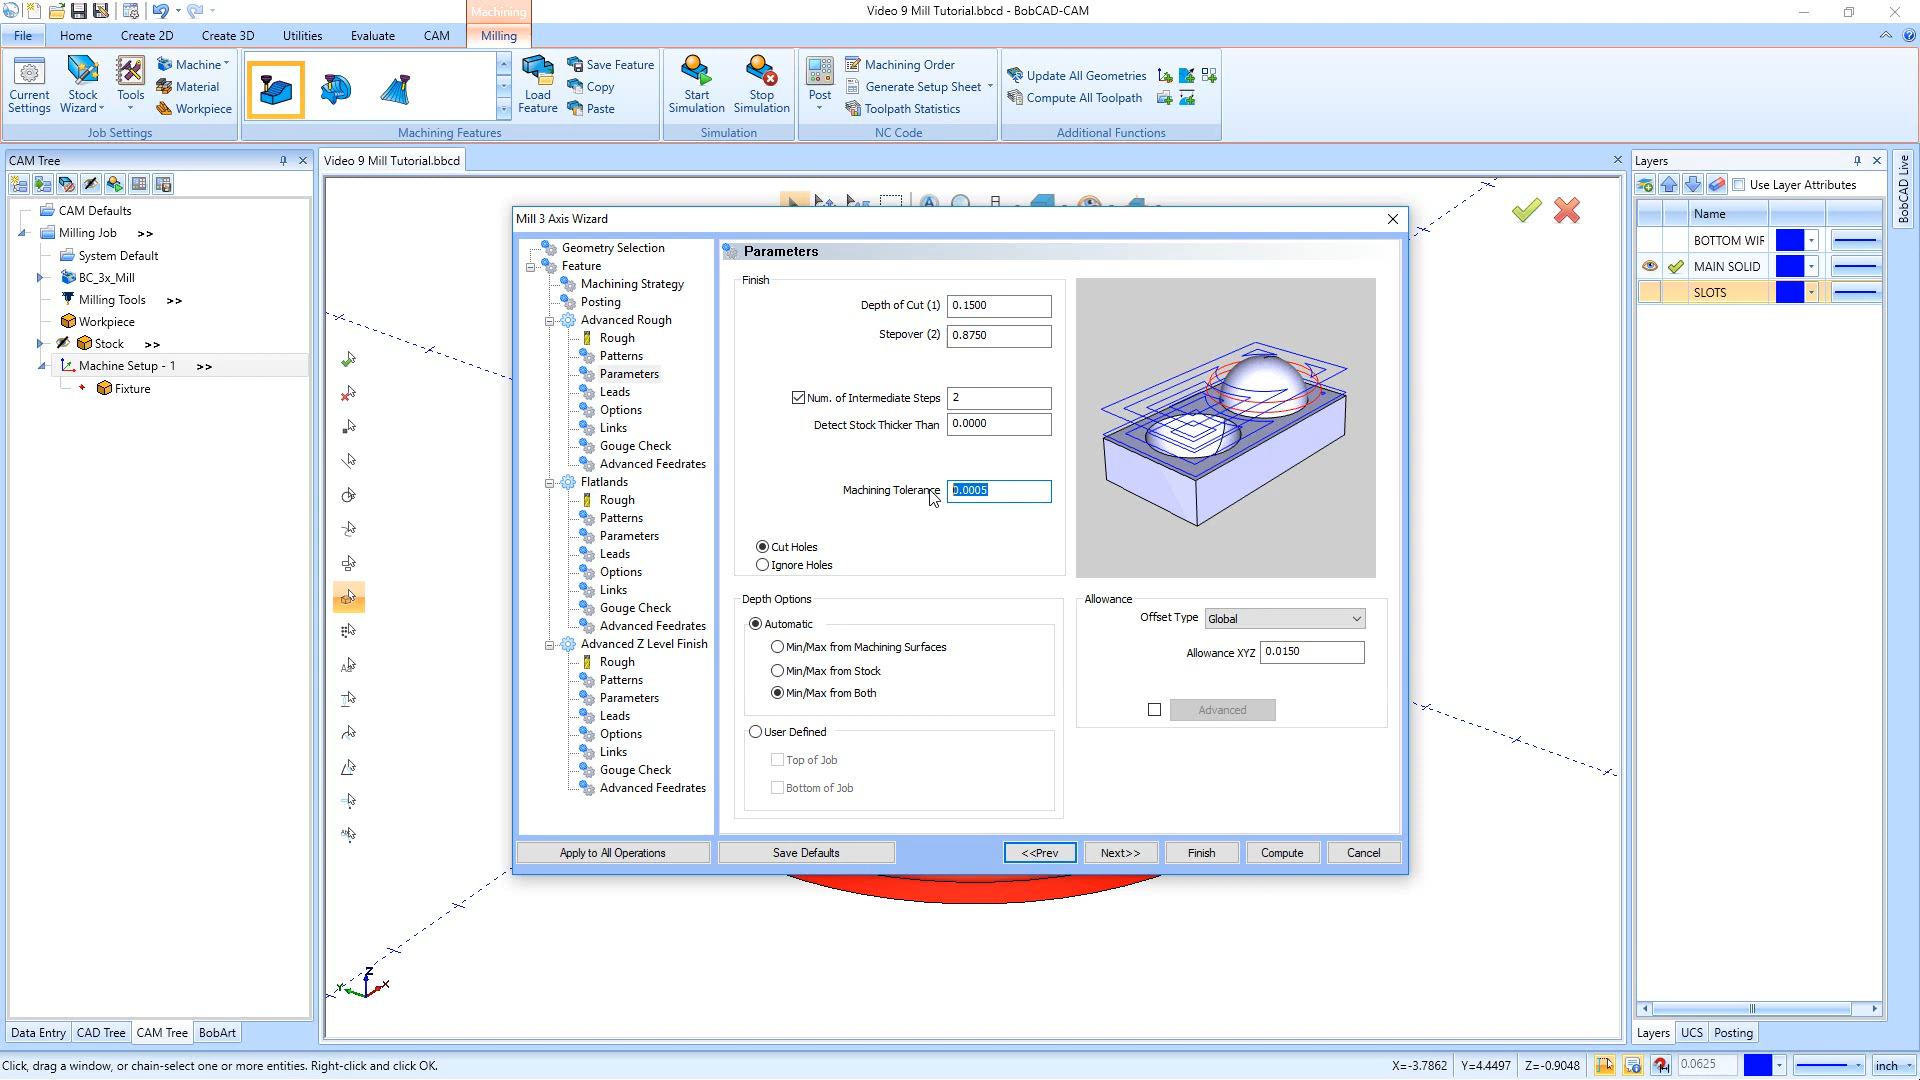 Machining
Video 9 Mill Tutorial.bbcd - BobCAD-CAM
File
Home
Create 2D
Create 3D
Utilities
Evaluate
CAM
Milling
Current Settings
Stock Wizard
Tools
Machine
Material
Workpiece
Job Settings
Load Feature
Save Feature
Copy
Paste
Machining Features
Start Simulation
Stop Simulation
Simulation
Post
Machining Order
Generate Setup Sheet
Toolpath Statistics
NC Code
Update All Geometries
Compute All Toolpath
Additional Functions
CAM Tree
CAM Defaults
Milling Job >>
System Default
BC_3x_Mill
Milling Tools >>
Workpiece
Stock >>
Machine Setup - 1 >>
Fixture
Data Entry
CAD Tree
CAM Tree
BobArt
Video 9 Mill Tutorial.bbcd
Mill 3 Axis Wizard
Geometry Selection
Feature
Machining Strategy
Posting
Advanced Rough
Rough
Patterns
Parameters
Leads
Options
Links
Gouge Check
Advanced Feedrates
Flatlands
Rough
Patterns
Parameters
Leads
Options
Links
Gouge Check
Advanced Feedrates
Advanced Z Level Finish
Rough
Patterns
Parameters
Leads
Options
Links
Gouge Check
Advanced Feedrates
Parameters
Finish
Depth of Cut (1) 0.1500
Stepover (2) 0.8750
Num. of Intermediate Steps 2
Detect Stock Thicker Than 0.0000
Machining Tolerance 0.0005
Cut Holes
Ignore Holes
Depth Options
Automatic
Min/Max from Machining Surfaces
Min/Max from Stock
Min/Max from Both
User Defined
Top of Job
Bottom of Job
Allowance
Offset Type Global
Allowance XYZ 0.0150
Advanced
Apply to All Operations
Save Defaults
<<Prev
Next>>
Finish
Compute
Cancel
Z
Y
X
Layers
Use Layer Attributes
Name
BOTTOM WIF
MAIN SOLID
SLOTS
Layers
UCS
Posting
BobCAD Live
Click, drag a window, or chain-select one or more entities. Right-click and click OK.
X=-3.7862
Y=4.4497
Z=-0.9048
0.0625
inch